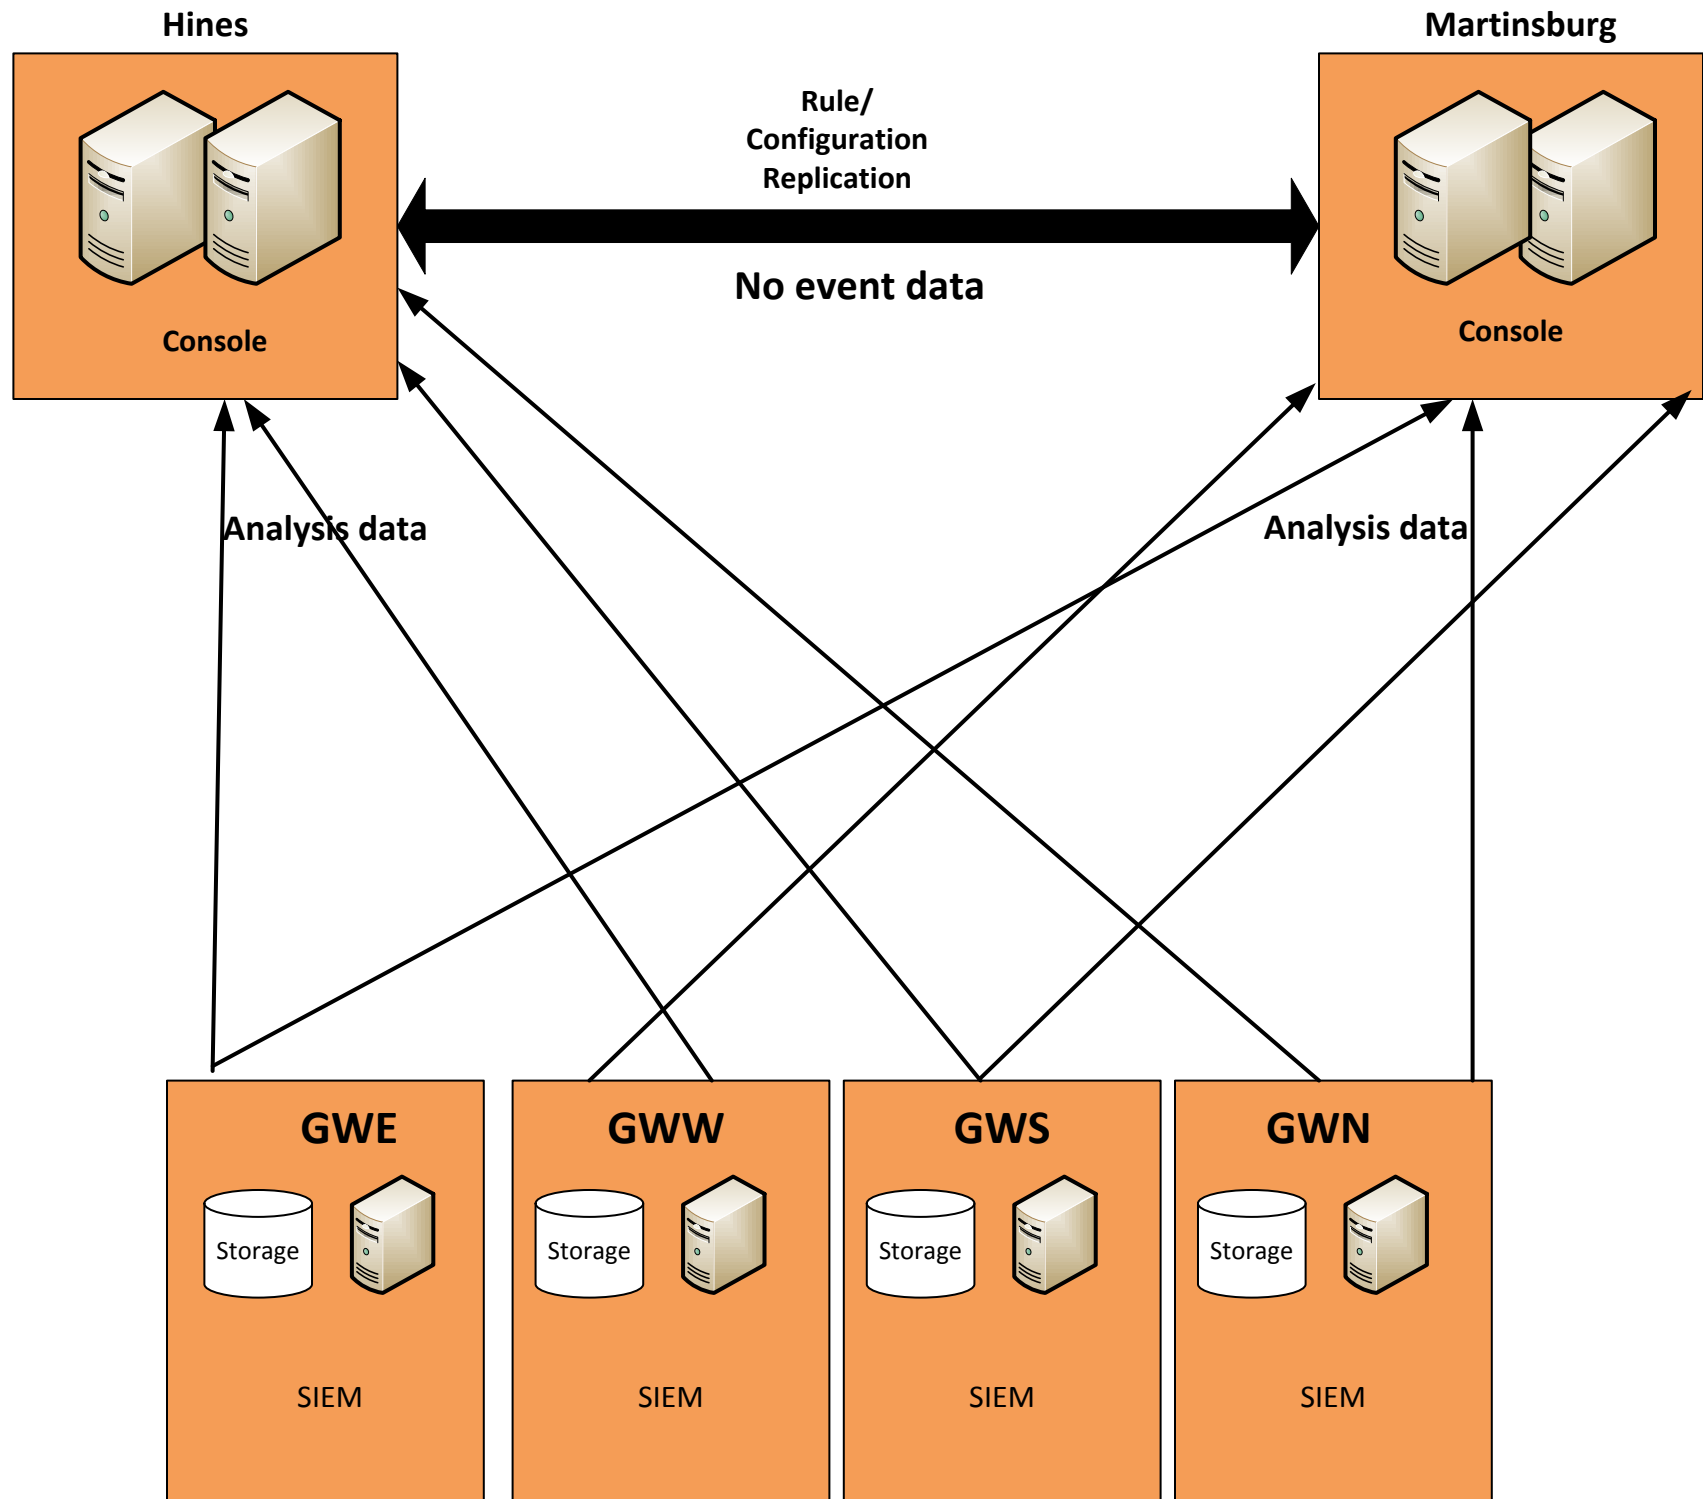 Hines
Martinsburg
Rule/
Configuration
Replication
No event data
Console
Console
Analysis data
Analysis data
GWE
GWW
GWS
GWN
Storage
Storage
Storage
Storage
SIEM
SIEM
SIEM
SIEM